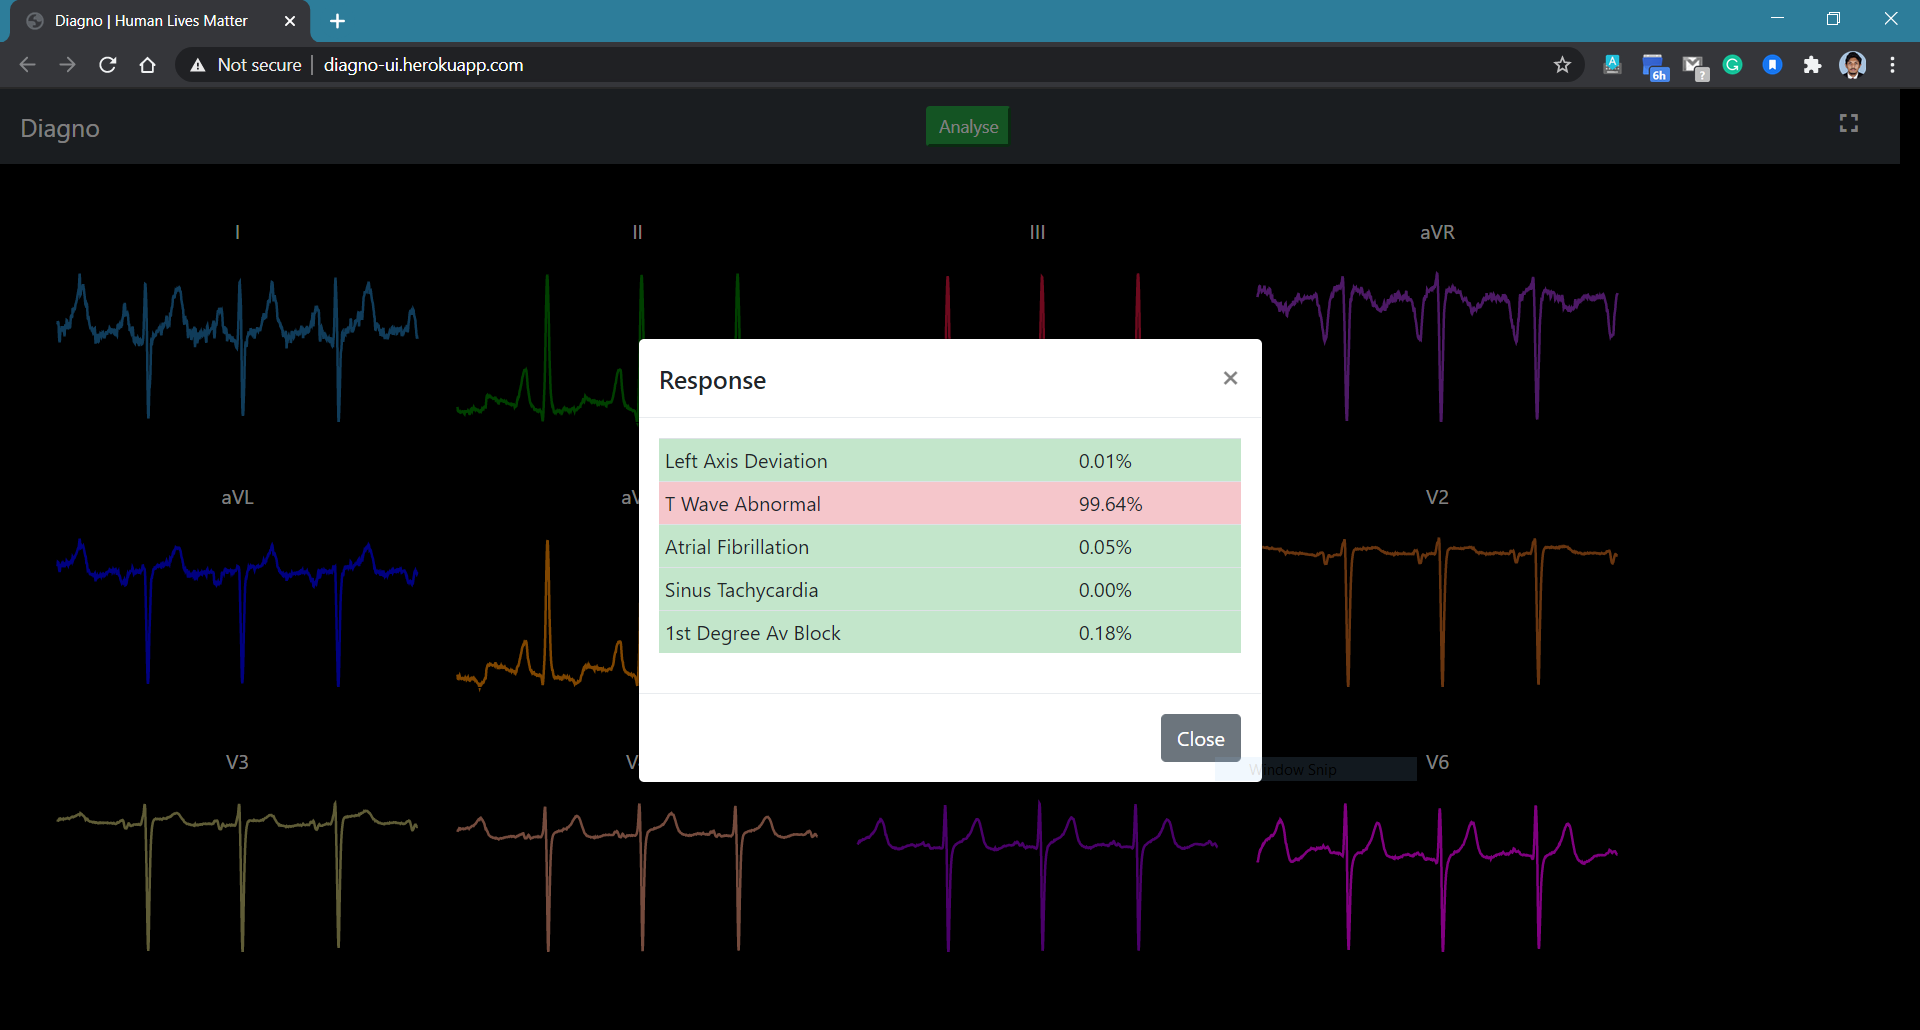 Diagno | Human Lives Matter
Not secure
diagno-ui.herokuapp.com
A
6h
?
G
Diagno
Analyse
I
II
III
aVR
Response
Left Axis Deviation 0.01%
T Wave Abnormal 99.64%
Atrial Fibrillation 0.05%
Sinus Tachycardia 0.00%
1st Degree Av Block 0.18%
aVL
V2
Close
Window Snip
V3
V6